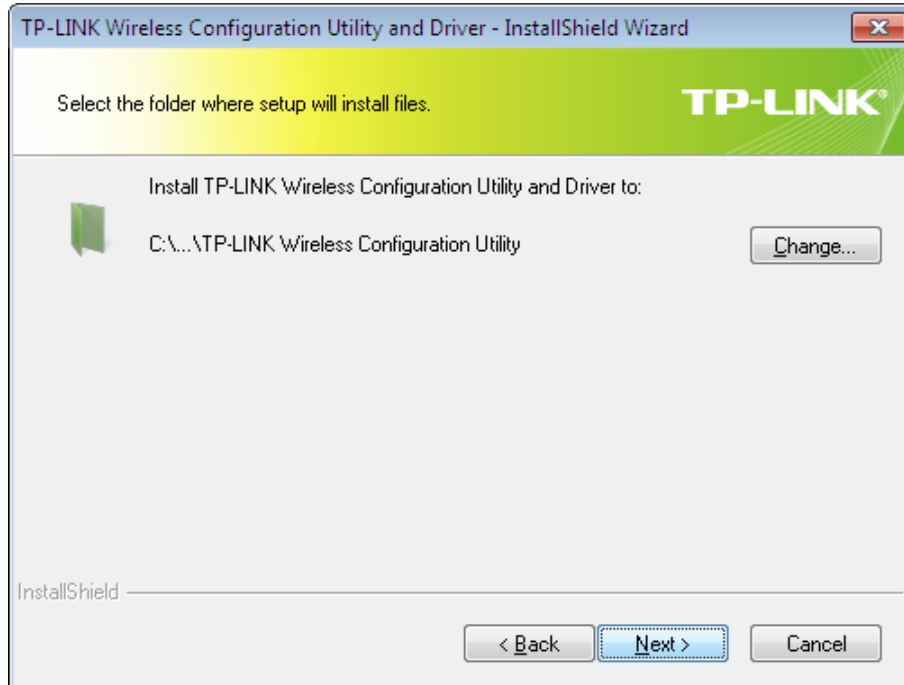 TP-LINK Wireless Configuration Utility and Driver - InstallShield Wizard
Select the folder where setup will install files.
TP-LINK®
Install TP-LINK Wireless Configuration Utility and Driver to:
C:\...\TP-LINK Wireless Configuration Utility
Change...
InstallShield
< Back
Next >
Cancel